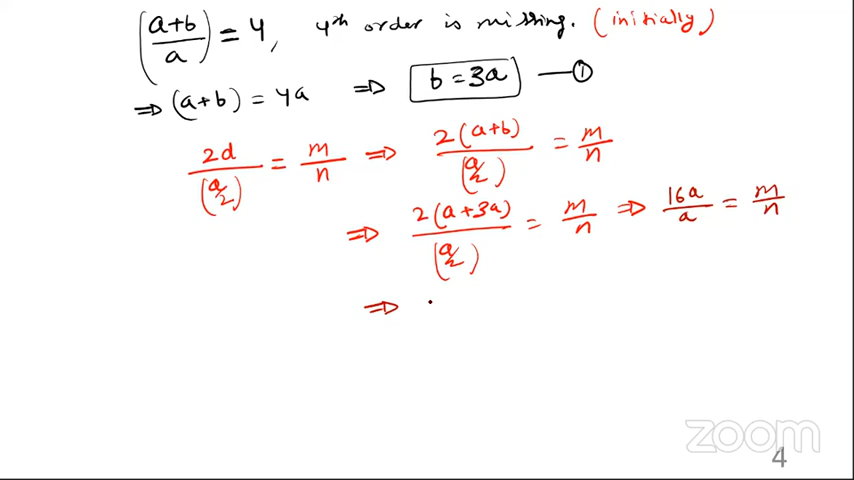 (a+b/a) = 4, 4th order is missing. (initially)
⇒ (a+b) = 4a ⇒ b = 3a —①
2d/(a/2) = m/n ⇒ 2(a+b)/(a/2) = m/n
⇒ 2(a+3a)/(a/2) = m/n ⇒ 16a/a = m/n
⇒
zoom
4